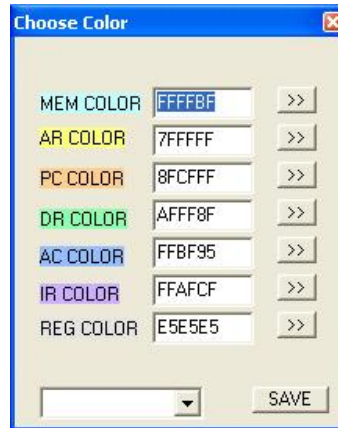 Choose Color
MEM COLOR FFFFBF >>
AR COLOR 7FFFFF >>
PC COLOR 8FCFFF >>
DR COLOR AFFF8F >>
AC COLOR FFBF95 >>
IR COLOR FFAFCF >>
REG COLOR E5E5E5 >>
SAVE